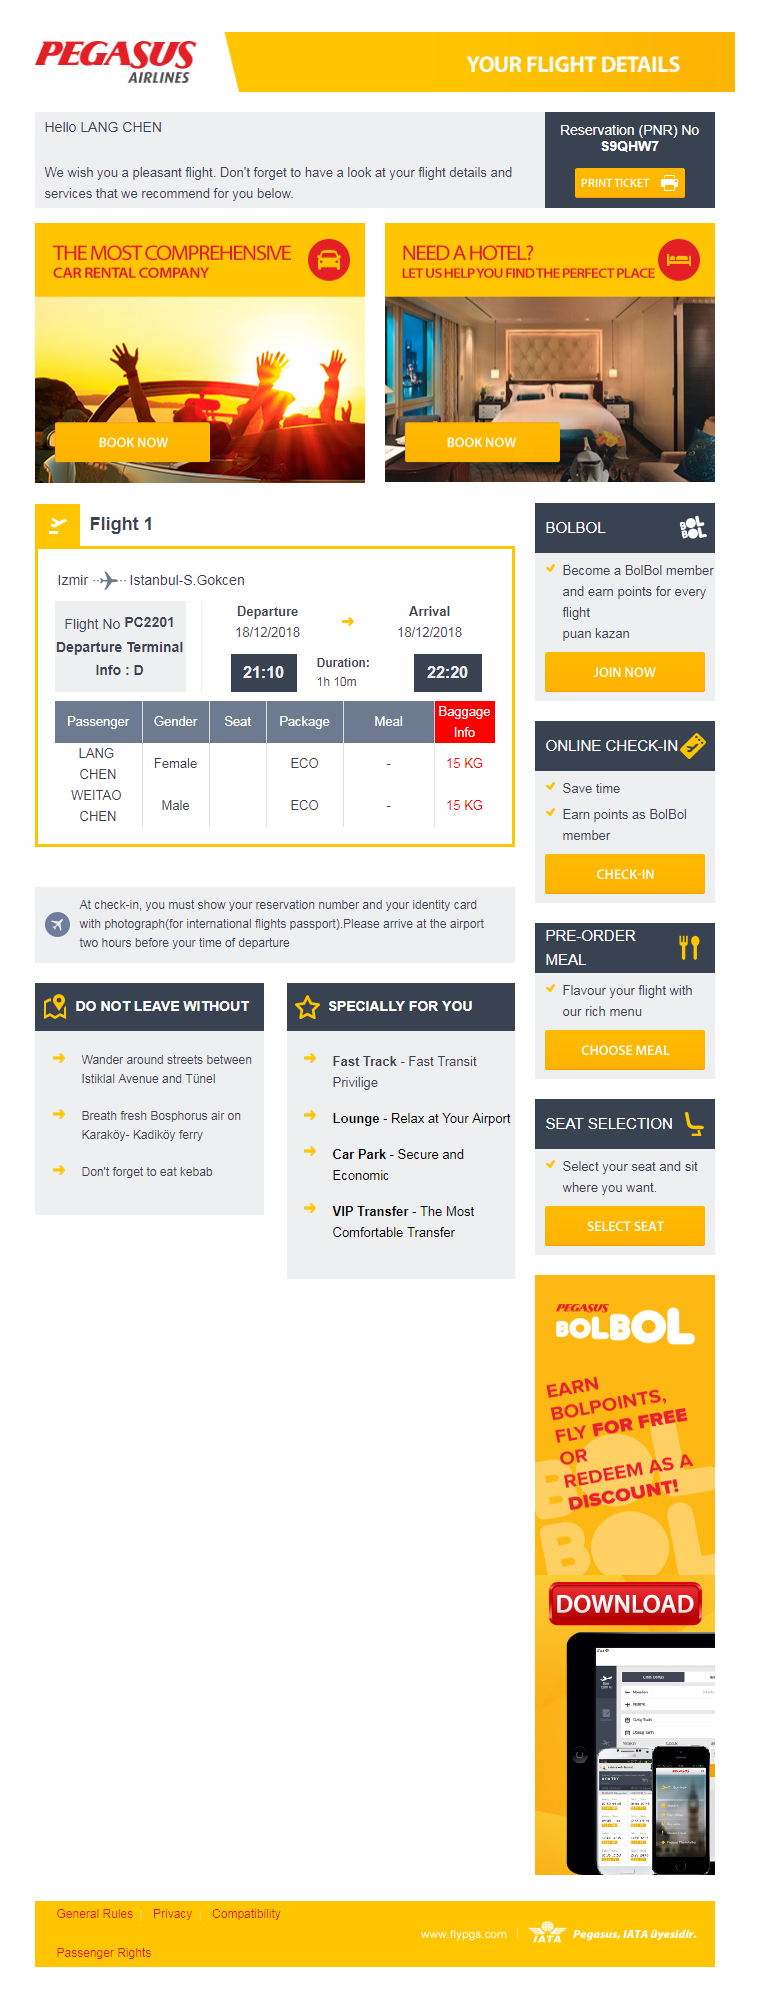 PEGASUS
AIRLINES
YOUR FLIGHT DETAILS
Hello LANG CHEN
We wish you a pleasant flight. Don't forget to have a look at your flight details and
services that we recommend for you below.
Reservation (PNR) No
S9QHW7
PRINT TICKET
THE MOST COMPREHENSIVE
CAR RENTAL COMPANY
BOOK NOW
NEED A HOTEL?
LET US HELP YOU FIND THE PERFECT PLACE
BOOK NOW
Flight 1
Izmir Istanbul-S.Gokcen
Flight No PC2201
Departure Terminal
Info : D
Departure
18/12/2018
21:10
Duration:
1h 10m
Arrival
18/12/2018
22:20
Passenger Gender Seat Package Meal Baggage
Info
LANG
CHEN Female ECO - 15 KG
WEITAO
CHEN Male ECO - 15 KG
At check-in, you must show your reservation number and your identity card
with photograph(for international flights passport).Please arrive at the airport
two hours before your time of departure
DO NOT LEAVE WITHOUT
Wander around streets between
Istiklal Avenue and Tünel
Breath fresh Bosphorus air on
Karaköy- Kadiköy ferry
Don't forget to eat kebab
SPECIALLY FOR YOU
Fast Track - Fast Transit
Privilige
Lounge - Relax at Your Airport
Car Park - Secure and
Economic
VIP Transfer - The Most
Comfortable Transfer
BOLBOL
BOL
BOL
Become a BolBol member
and earn points for every
flight
puan kazan
JOIN NOW
ONLINE CHECK-IN
Save time
Earn points as BolBol
member
CHECK-IN
PRE-ORDER
MEAL
Flavour your flight with
our rich menu
CHOOSE MEAL
SEAT SELECTION
Select your seat and sit
where you want.
SELECT SEAT
PEGASUS
BOLBOL
EARN
BOLPOINTS,
FLY FOR FREE
OR
REDEEM AS A
DISCOUNT!
BOL
BOL
DOWNLOAD
PEGASUS
General Rules | Privacy | Compatibility
Passenger Rights
www.flypgs.com | IATA Pegasus, IATA üyesidir.